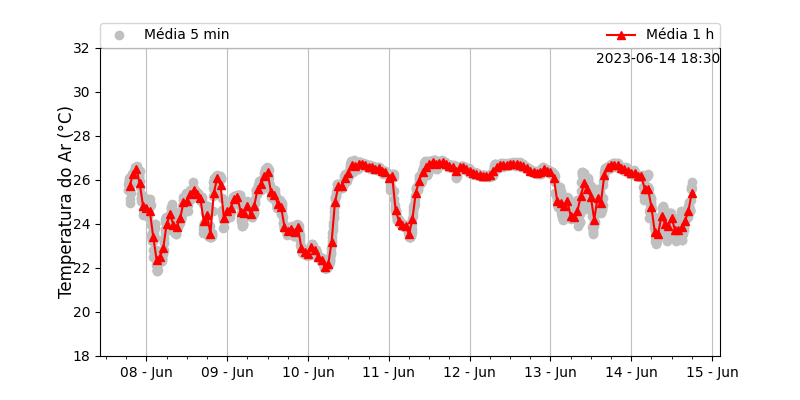 Média 5 min
Média 1 h
2023-06-14 18:30
Temperatura do Ar (°C)
32
30
28
26
24
22
20
18
08 - Jun
09 - Jun
10 - Jun
11 - Jun
12 - Jun
13 - Jun
14 - Jun
15 - Jun